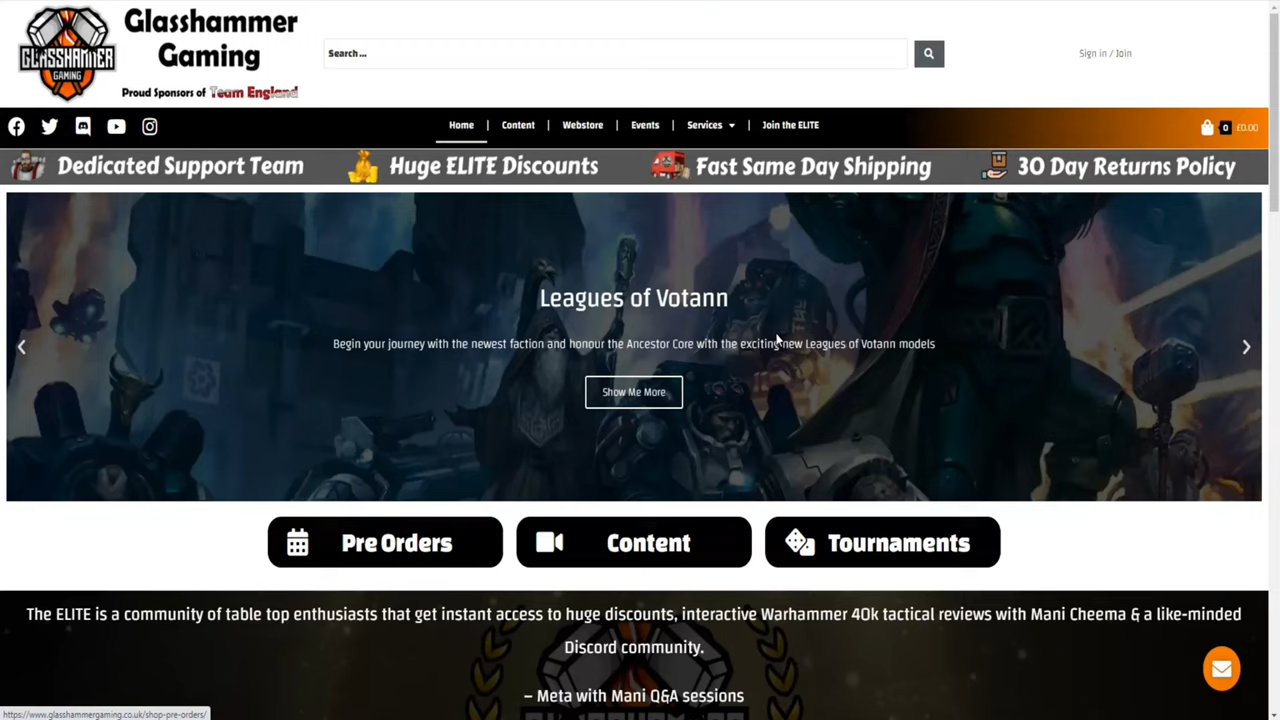 GLASSHAMMER
GAMING
Glasshammer
Gaming
Proud Sponsors of Team England
Search ...
Sign in / Join
Home
Content
Webstore
Events
Services
Join the ELITE
0
£0.00
Dedicated Support Team
Huge ELITE Discounts
Fast Same Day Shipping
30 Day Returns Policy
Leagues of Votann
Begin your journey with the newest faction and honour the Ancestor Core with the exciting new Leagues of Votann models
Show Me More
Pre Orders
Content
Tournaments
The ELITE is a community of table top enthusiasts that get instant access to huge discounts, interactive Warhammer 40k tactical reviews with Mani Cheema & a like-minded
Discord community.
– Meta with Mani Q&A sessions
https://www.glasshammergaming.co.uk/shop-pre-orders/